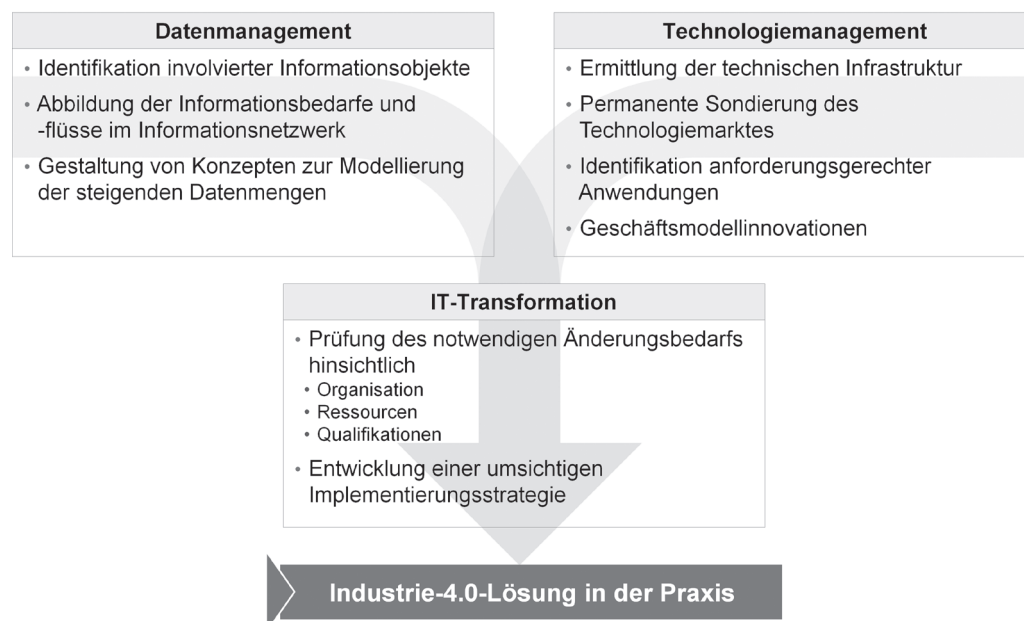 Datenmanagement
• Identifikation involvierter Informationsobjekte
• Abbildung der Informationsbedarfe und
-flüsse im Informationsnetzwerk
• Gestaltung von Konzepten zur Modellierung
der steigenden Datenmengen
Technologiemanagement
• Ermittlung der technischen Infrastruktur
• Permanente Sondierung des
Technologiemarktes
• Identifikation anforderungsgerechter
Anwendungen
• Geschäftsmodellinnovationen
IT-Transformation
• Prüfung des notwendigen Änderungsbedarfs
hinsichtlich
• Organisation
• Ressourcen
• Qualifikationen
• Entwicklung einer umsichtigen
Implementierungsstrategie
Industrie-4.0-Lösung in der Praxis